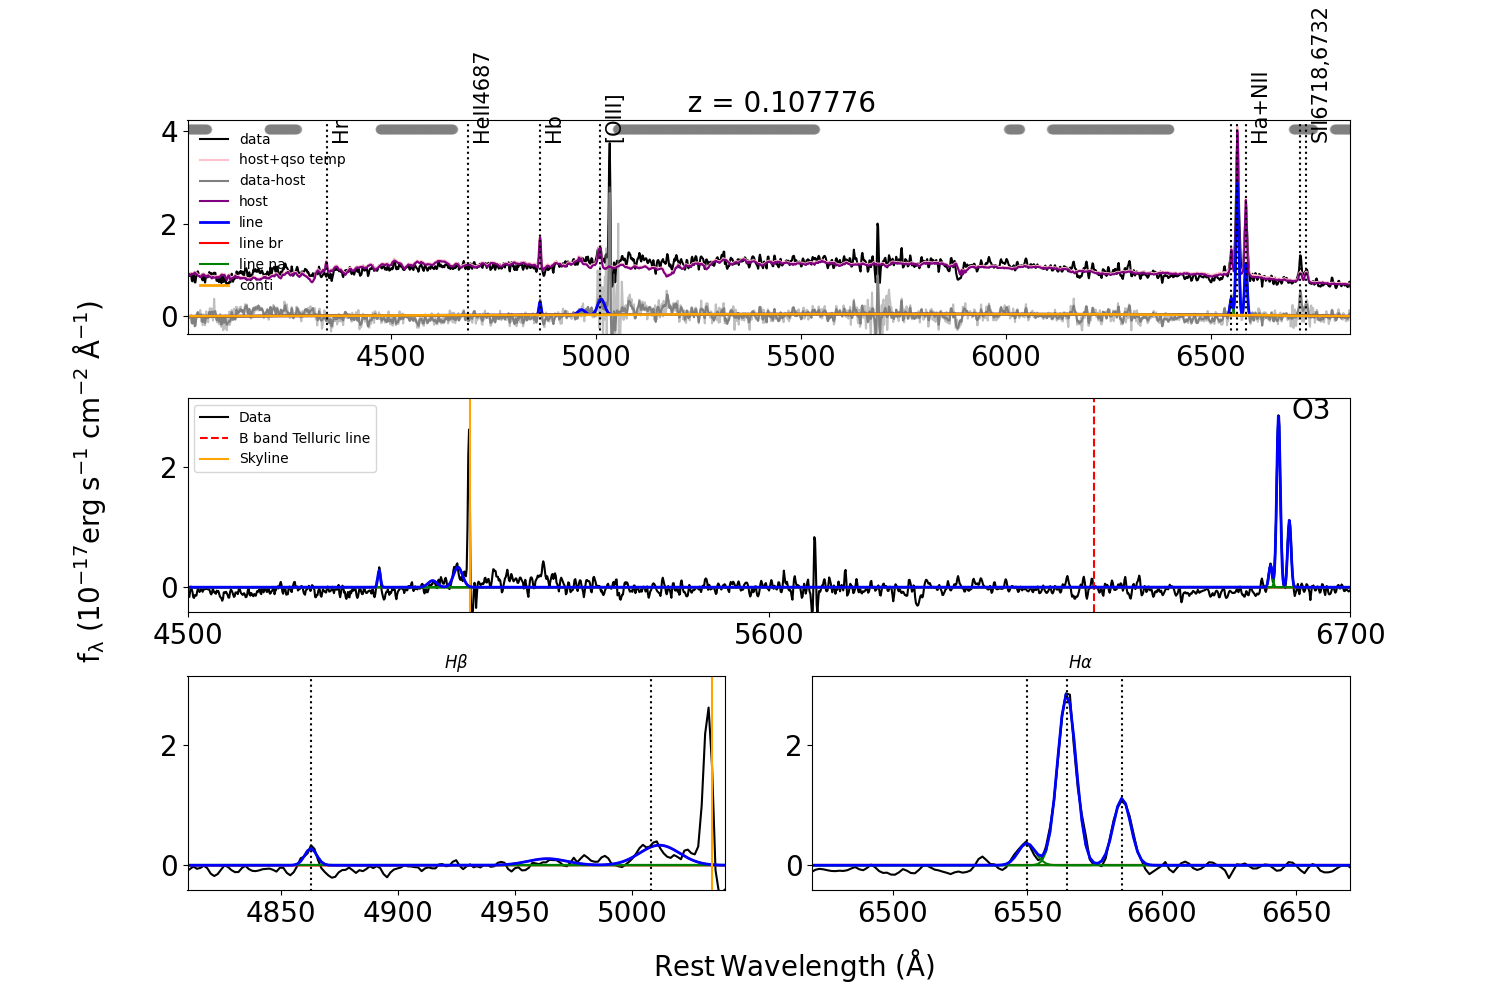 z = 0.107776
Hr
HeII4687
Hb
[OIII]
Ha+NII
SII6718,6732
data
host+qso temp
data-host
host
line
line br
line na
conti
4
2
0
4500
5000
5500
6000
6500
fλ (10−17erg s−1 cm−2 Å−1)
O3
Data
B band Telluric line
Skyline
2
0
4500
5600
6700
Hβ
2
0
4850
4900
4950
5000
Hα
2
0
6500
6550
6600
6650
Rest Wavelength (Å)